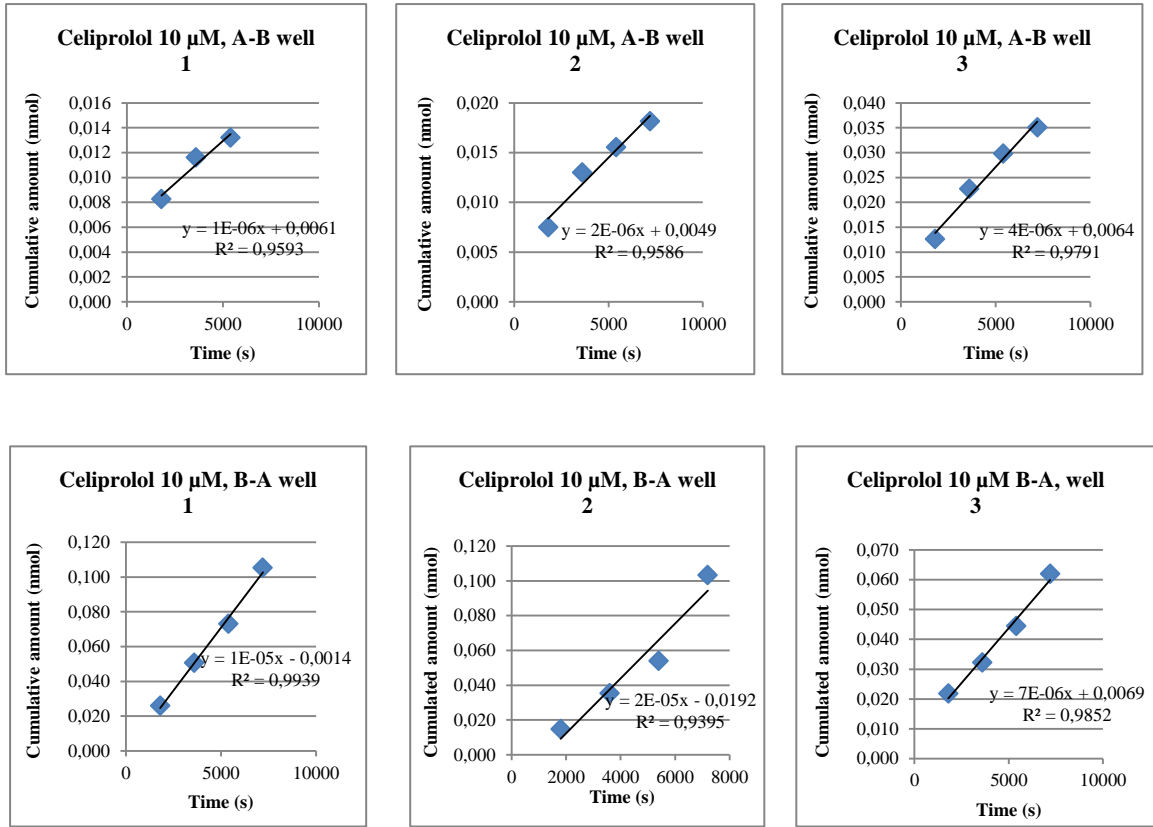 Celiprolol 10 µM, A-B well
1
Cumulative amount (nmol)
0,016
0,014
0,012
0,010
0,008
0,006
0,004
0,002
0,000
y = 1E-06x + 0,0061
R² = 0,9593
0
5000
10000
Time (s)
Celiprolol 10 µM, A-B well
2
Cumulative amount (nmol)
0,020
0,015
0,010
0,005
0,000
y = 2E-06x + 0,0049
R² = 0,9586
0
5000
10000
Time (s)
Celiprolol 10 µM, A-B well
3
Cumulative amount (nmol)
0,040
0,035
0,030
0,025
0,020
0,015
0,010
0,005
0,000
y = 4E-06x + 0,0064
R² = 0,9791
0
5000
10000
Time (s)
Celiprolol 10 µM, B-A well
1
Cumulative amount (nmol)
0,120
0,100
0,080
0,060
0,040
0,020
0,000
y = 1E-05x - 0,0014
R² = 0,9939
0
5000
10000
Time (s)
Celiprolol 10 µM, B-A well
2
Cumulated amount (nmol)
0,120
0,100
0,080
0,060
0,040
0,020
0,000
y = 2E-05x - 0,0192
R² = 0,9395
0
2000
4000
6000
8000
Time (s)
Celiprolol 10 µM B-A, well
3
Cumulated amount (nmol)
0,070
0,060
0,050
0,040
0,030
0,020
0,010
0,000
y = 7E-06x + 0,0069
R² = 0,9852
0
5000
10000
Time (s)